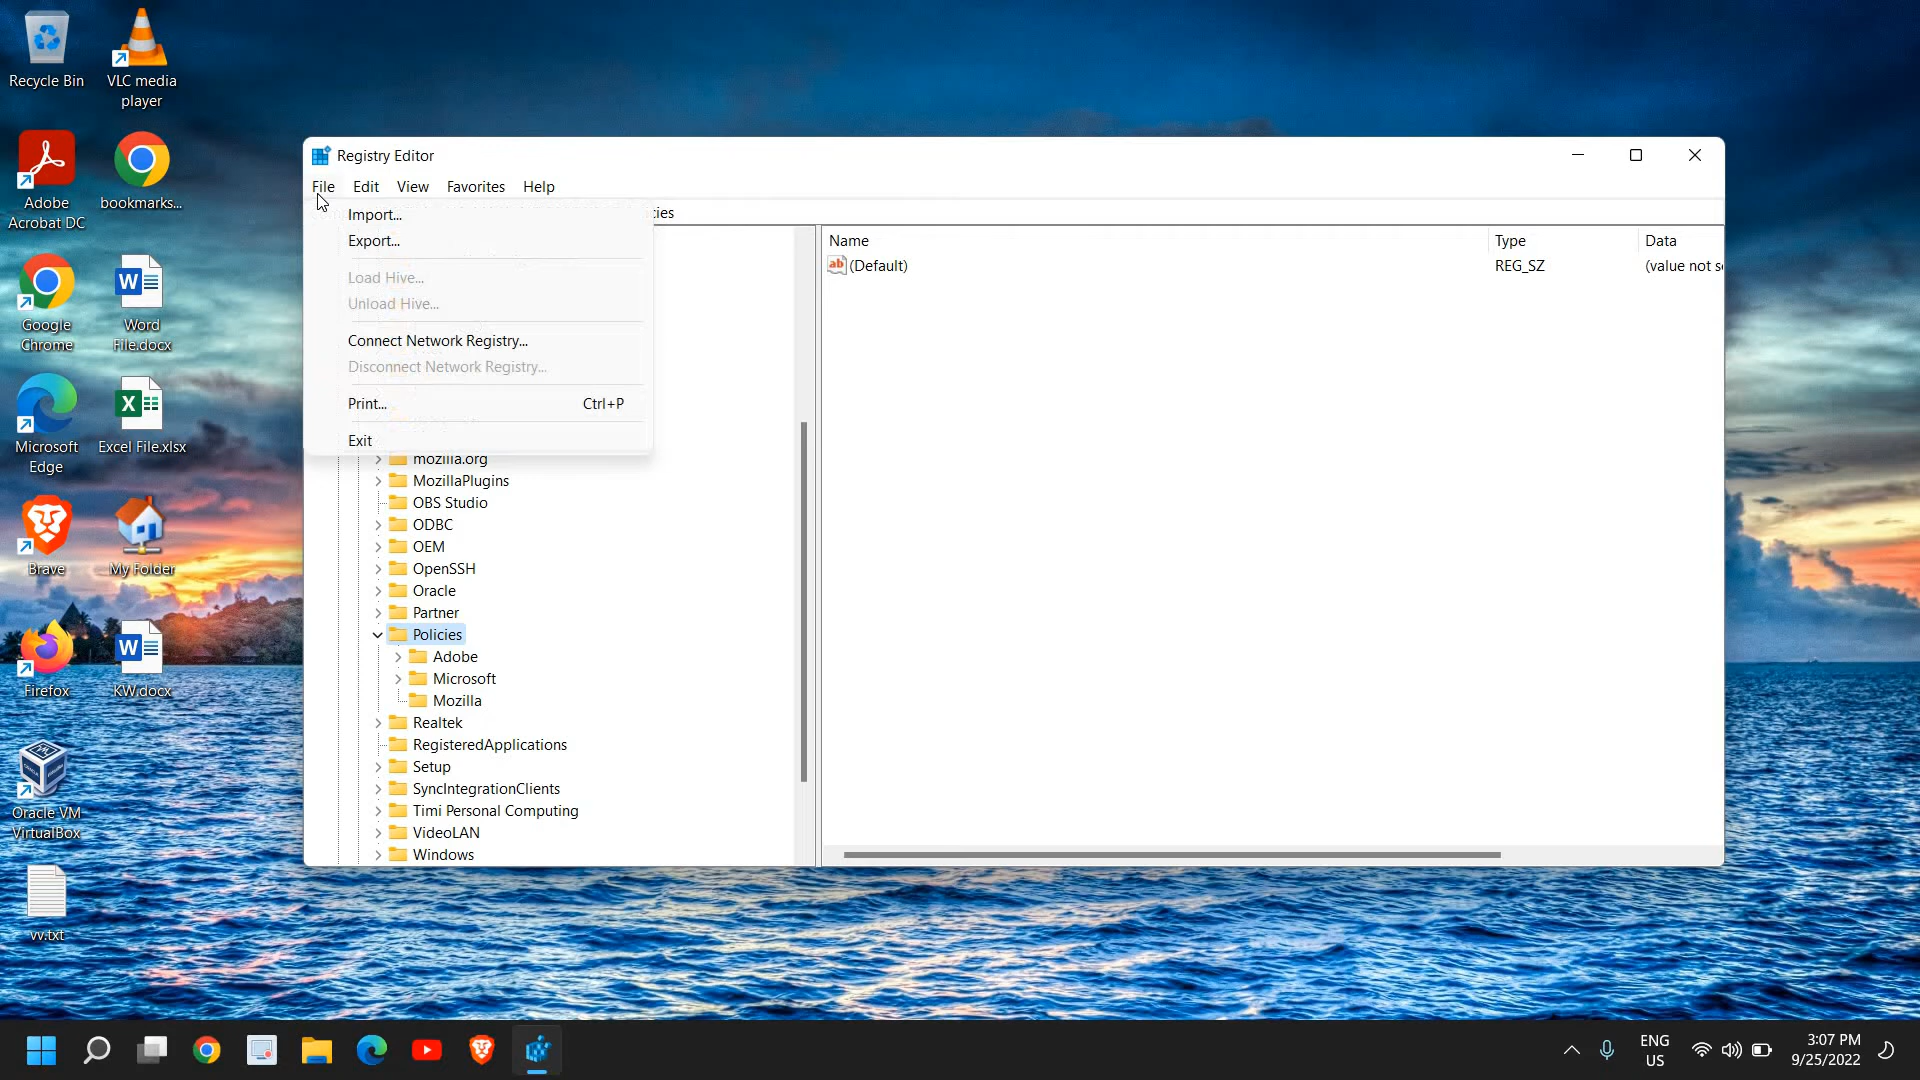 Recycle Bin
VLC media
player
Adobe
Acrobat DC
bookmarks...
Google
Chrome
Word
File.docx
Microsoft
Edge
Excel File.xlsx
Brave
My Folder
Firefox
KW.docx
Oracle VM
VirtualBox
vv.txt
Registry Editor
File Edit View Favorites Help
cies
Import...
Export...
Load Hive...
Unload Hive...
Connect Network Registry...
Disconnect Network Registry...
Print... Ctrl+P
Exit
mozilla.org
MozillaPlugins
OBS Studio
ODBC
OEM
OpenSSH
Oracle
Partner
Policies
Adobe
Microsoft
Mozilla
Realtek
RegisteredApplications
Setup
SyncIntegrationClients
Timi Personal Computing
VideoLAN
Windows
Name Type Data
ab (Default) REG_SZ (value not s
ENG
US
3:07 PM
9/25/2022